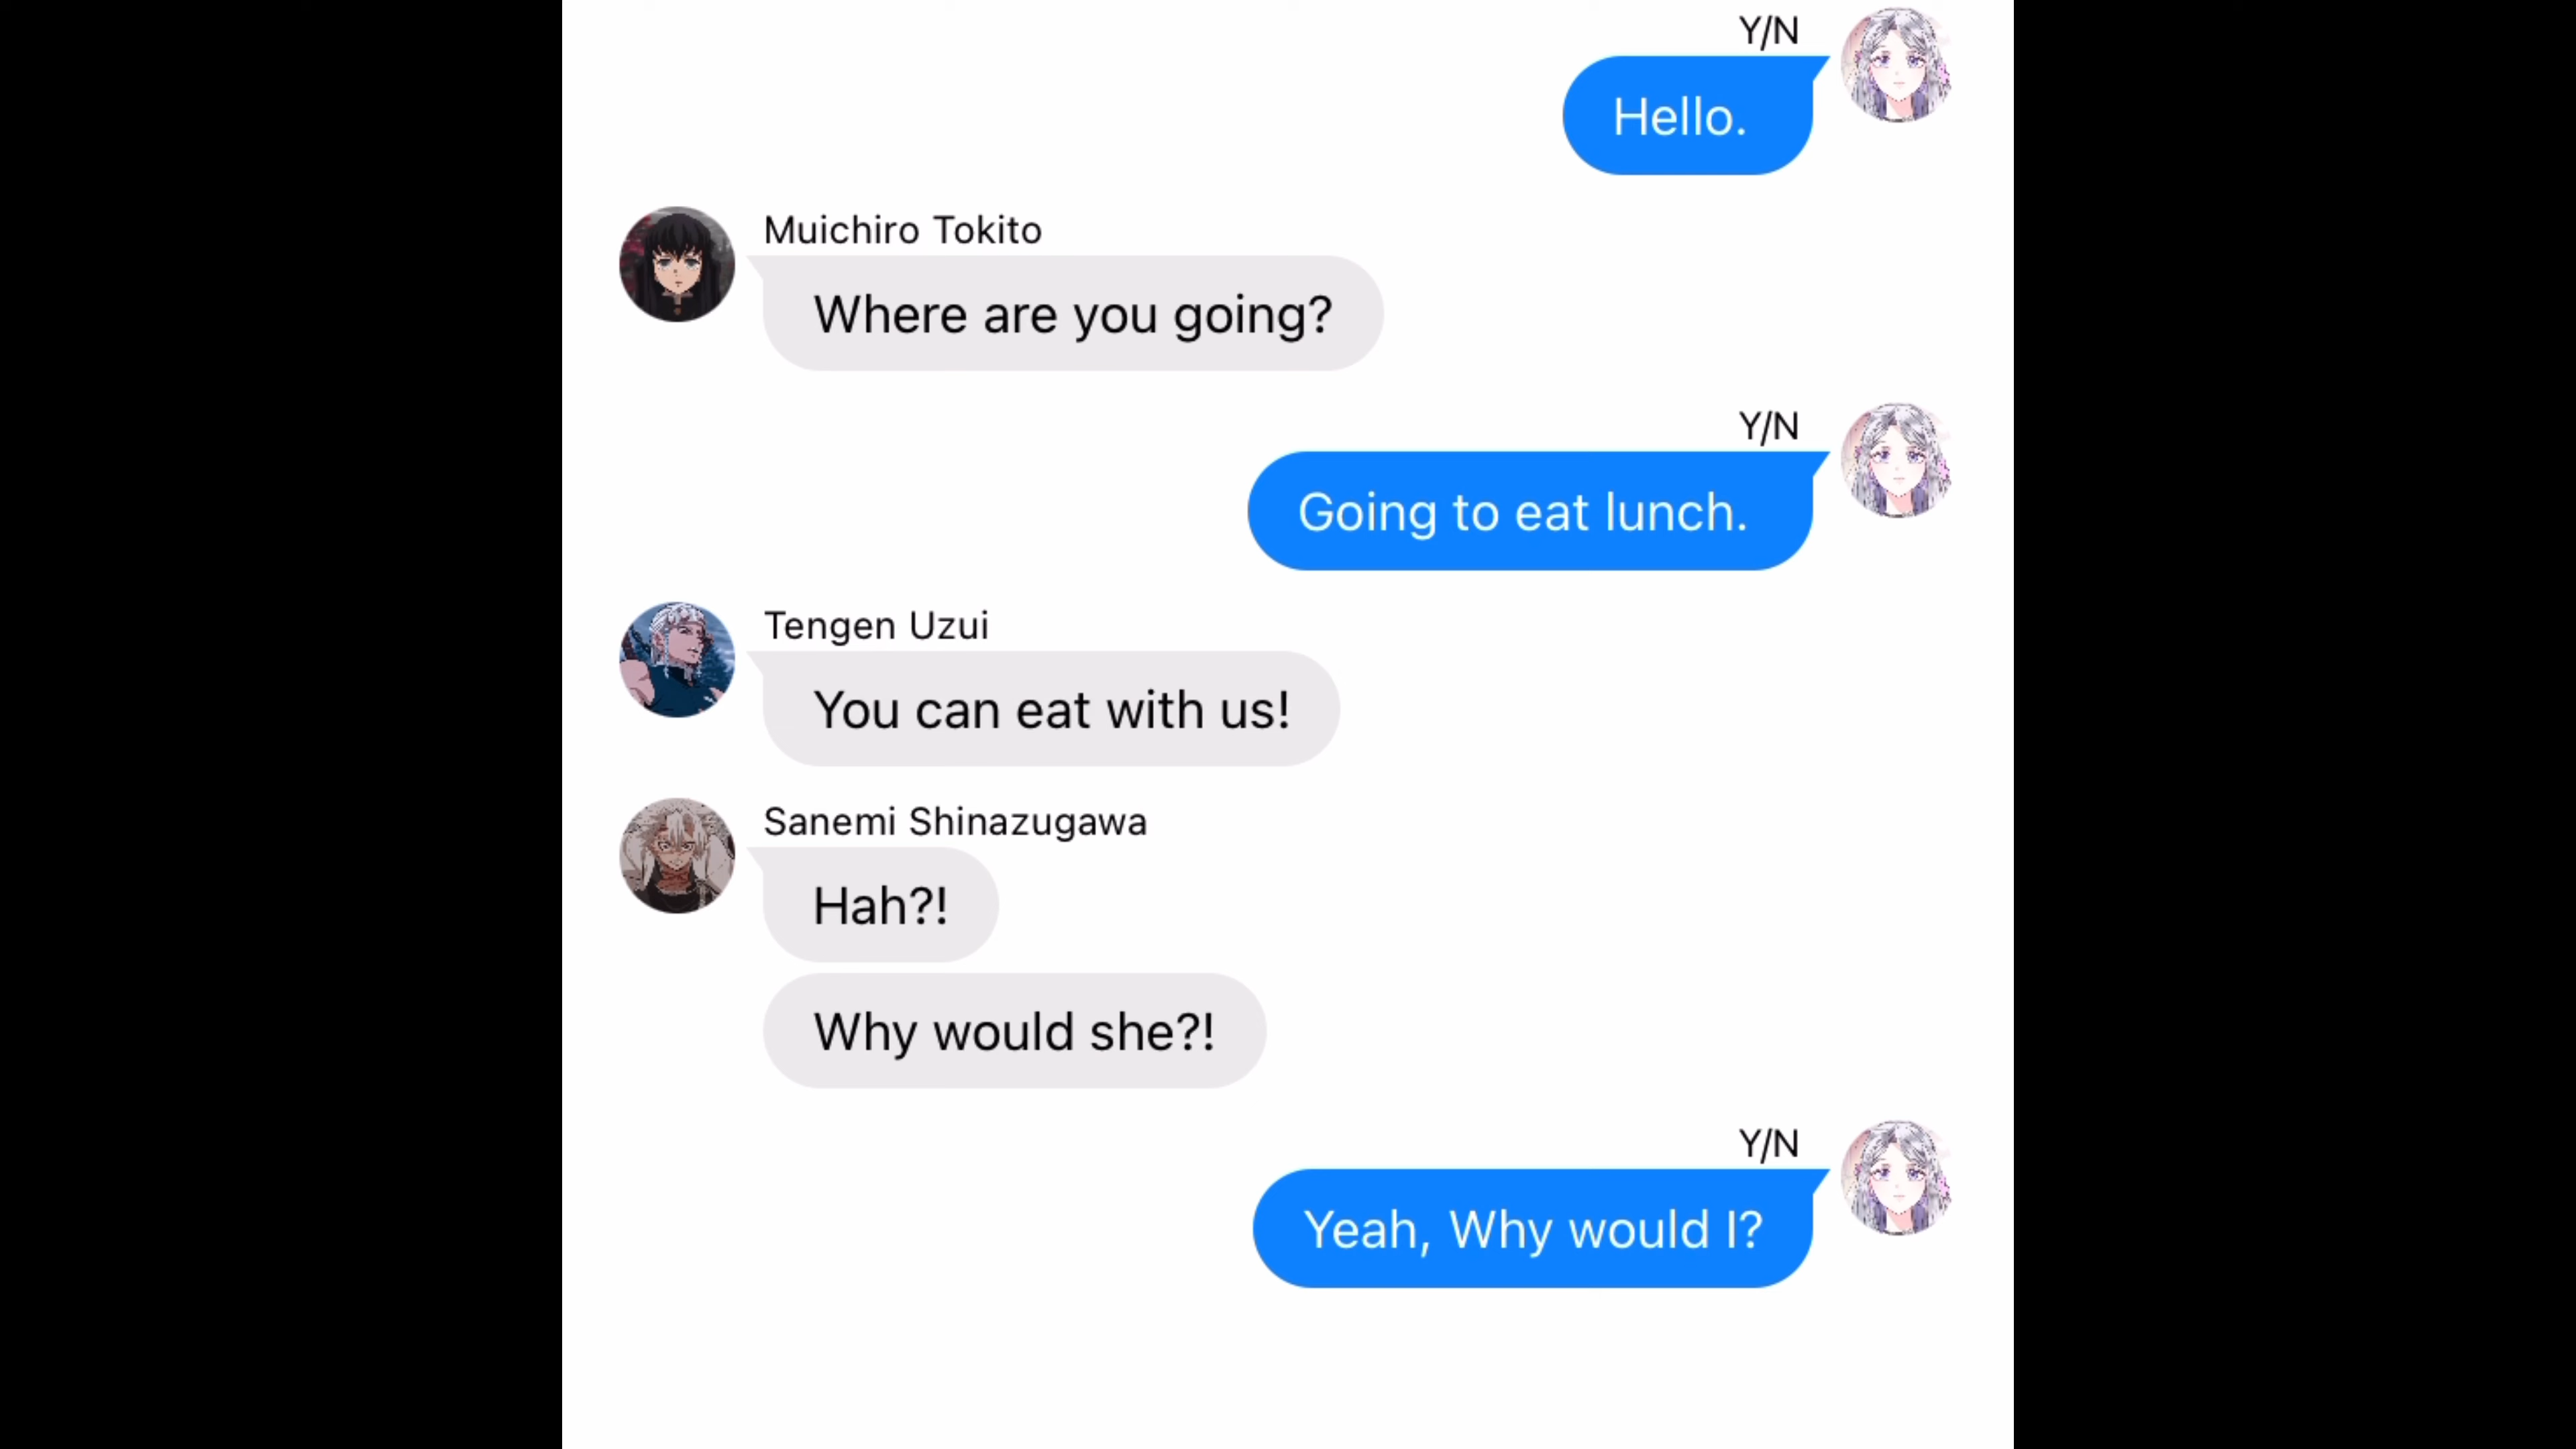 Y/N
Hello.
Muichiro Tokito
Where are you going?
Y/N
Going to eat lunch.
Tengen Uzui
You can eat with us!
Sanemi Shinazugawa
Hah?!
Why would she?!
Y/N
Yeah, Why would I?